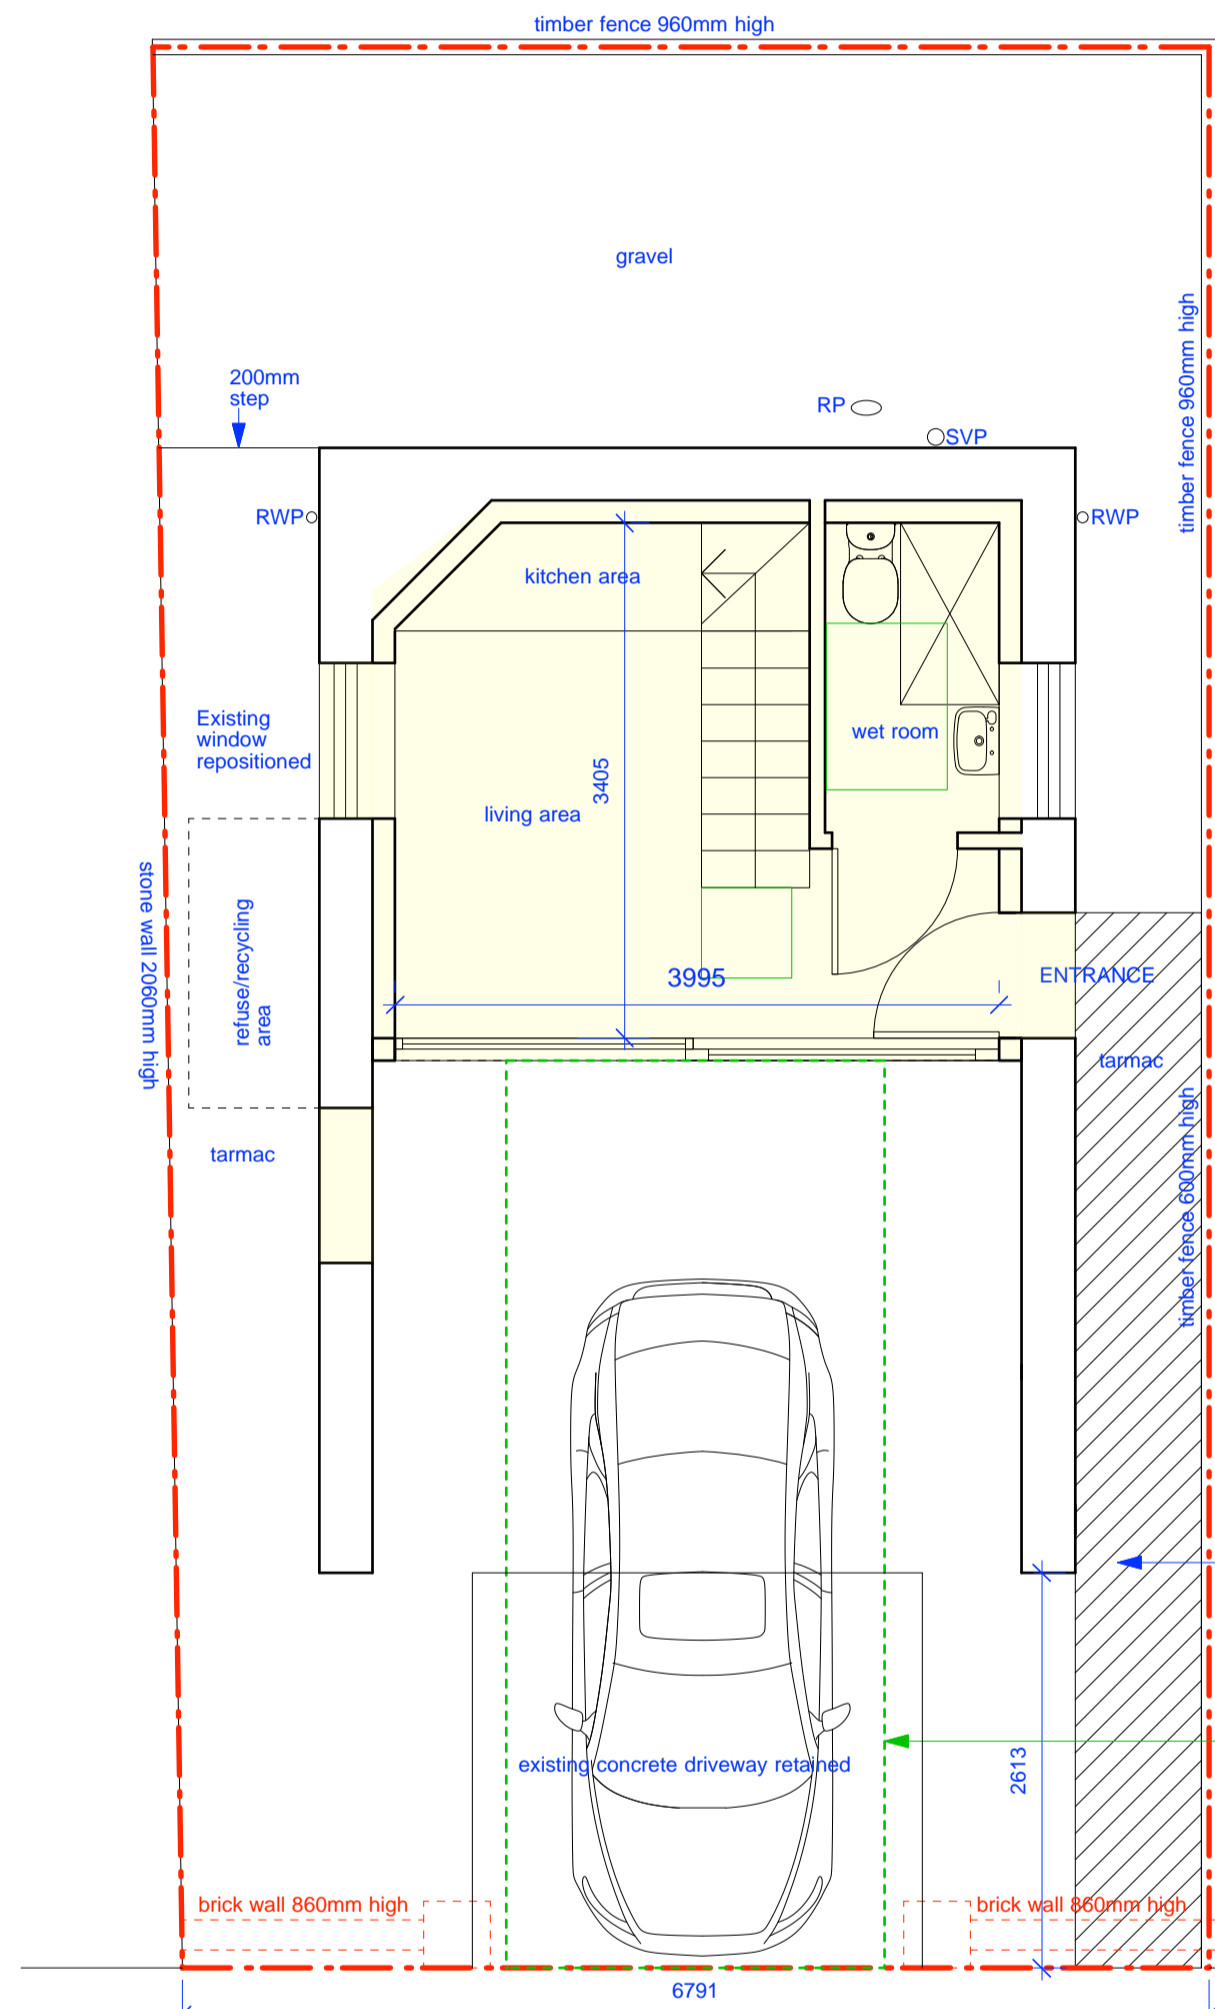 timber fence 960mm high
gravel
timber fence 960mm high
200mm
step
RP
SVP
RWP
RWP
kitchen area
Existing
window
repositioned
wet room
3405
living area
stone wall 2060mm high
refuse/recycling
area
3995
ENTRANCE
tarmac
timber fence 600mm high
tarmac
existing concrete driveway retained
2613
brick wall 860mm high
brick wall 860mm high
6791